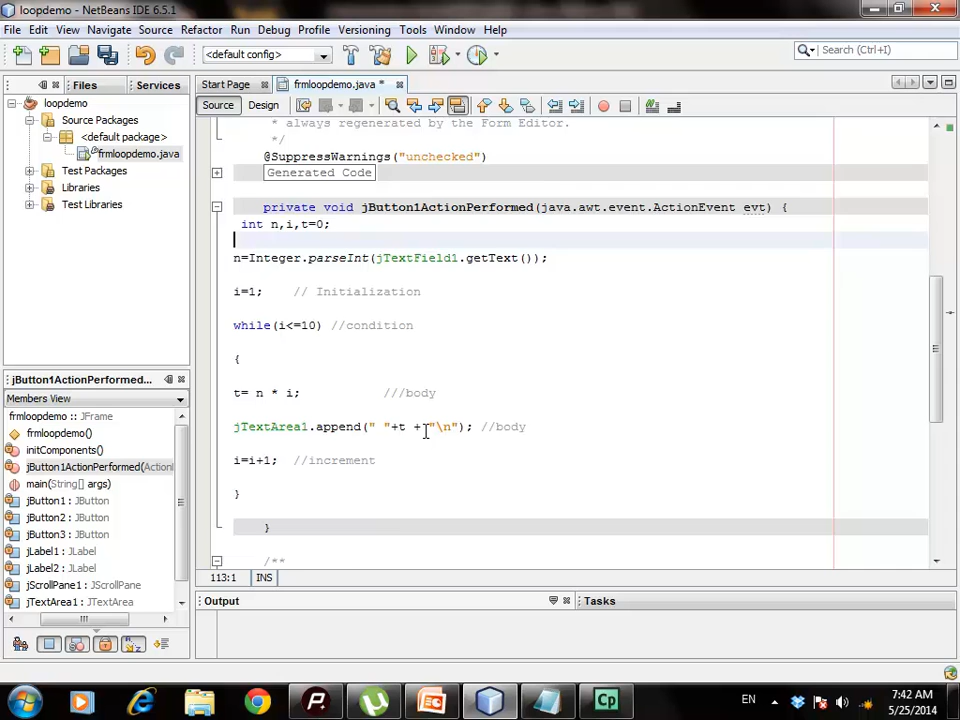 loopdemo - NetBeans IDE 6.5.1
File Edit View Navigate Source Refactor Run Debug Profile Versioning Tools Window Help
<default config>
Search (Ctrl+I)
Files Services
Start Page frmloopdemo.java *
loopdemo
Source Packages
<default package>
frmloopdemo.java
Test Packages
Libraries
Test Libraries
Source Design
* always regenerated by the Form Editor.
*/
@SuppressWarnings("unchecked")
Generated Code
private void jButton1ActionPerformed(java.awt.event.ActionEvent evt) {
int n,i,t=0;
n=Integer.parseInt(jTextField1.getText());
i=1; // Initialization
while(i<=10) //condition
{
t= n * i; ///body
jTextArea1.append(" "+t +"\n"); //body
i=i+1; //increment
}
}
/**
113:1 INS
jButton1ActionPerformed...
Members View
frmloopdemo :: JFrame
frmloopdemo()
initComponents()
jButton1ActionPerformed(Action
main(String[] args)
jButton1 : JButton
jButton2 : JButton
jButton3 : JButton
jLabel1 : JLabel
jLabel2 : JLabel
jScrollPane1 : JScrollPane
jTextArea1 : JTextArea
Output Tasks
EN
7:42 AM
5/25/2014
Cp